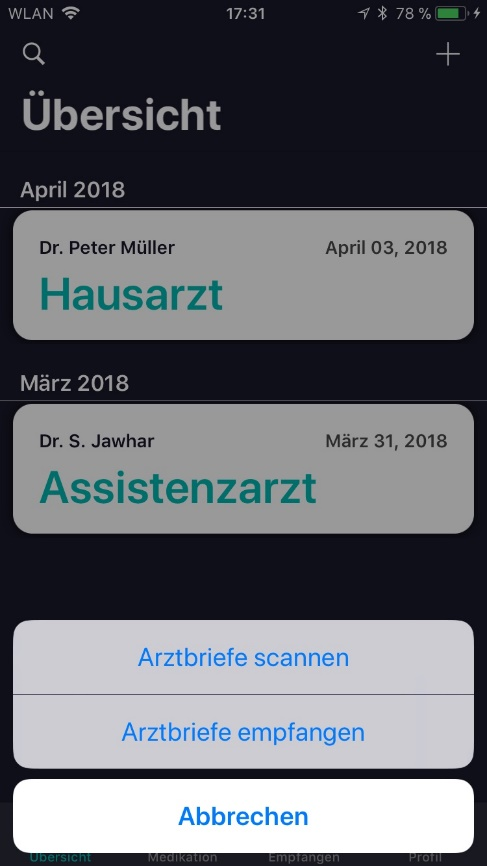 WLAN 17:31 78 %
Übersicht
April 2018
Dr. Peter Müller April 03, 2018
Hausarzt
März 2018
Dr. S. Jawhar März 31, 2018
Assistenzarzt
Arztbriefe scannen
Arztbriefe empfangen
Abbrechen
Übersicht Medikation Empfangen Profil